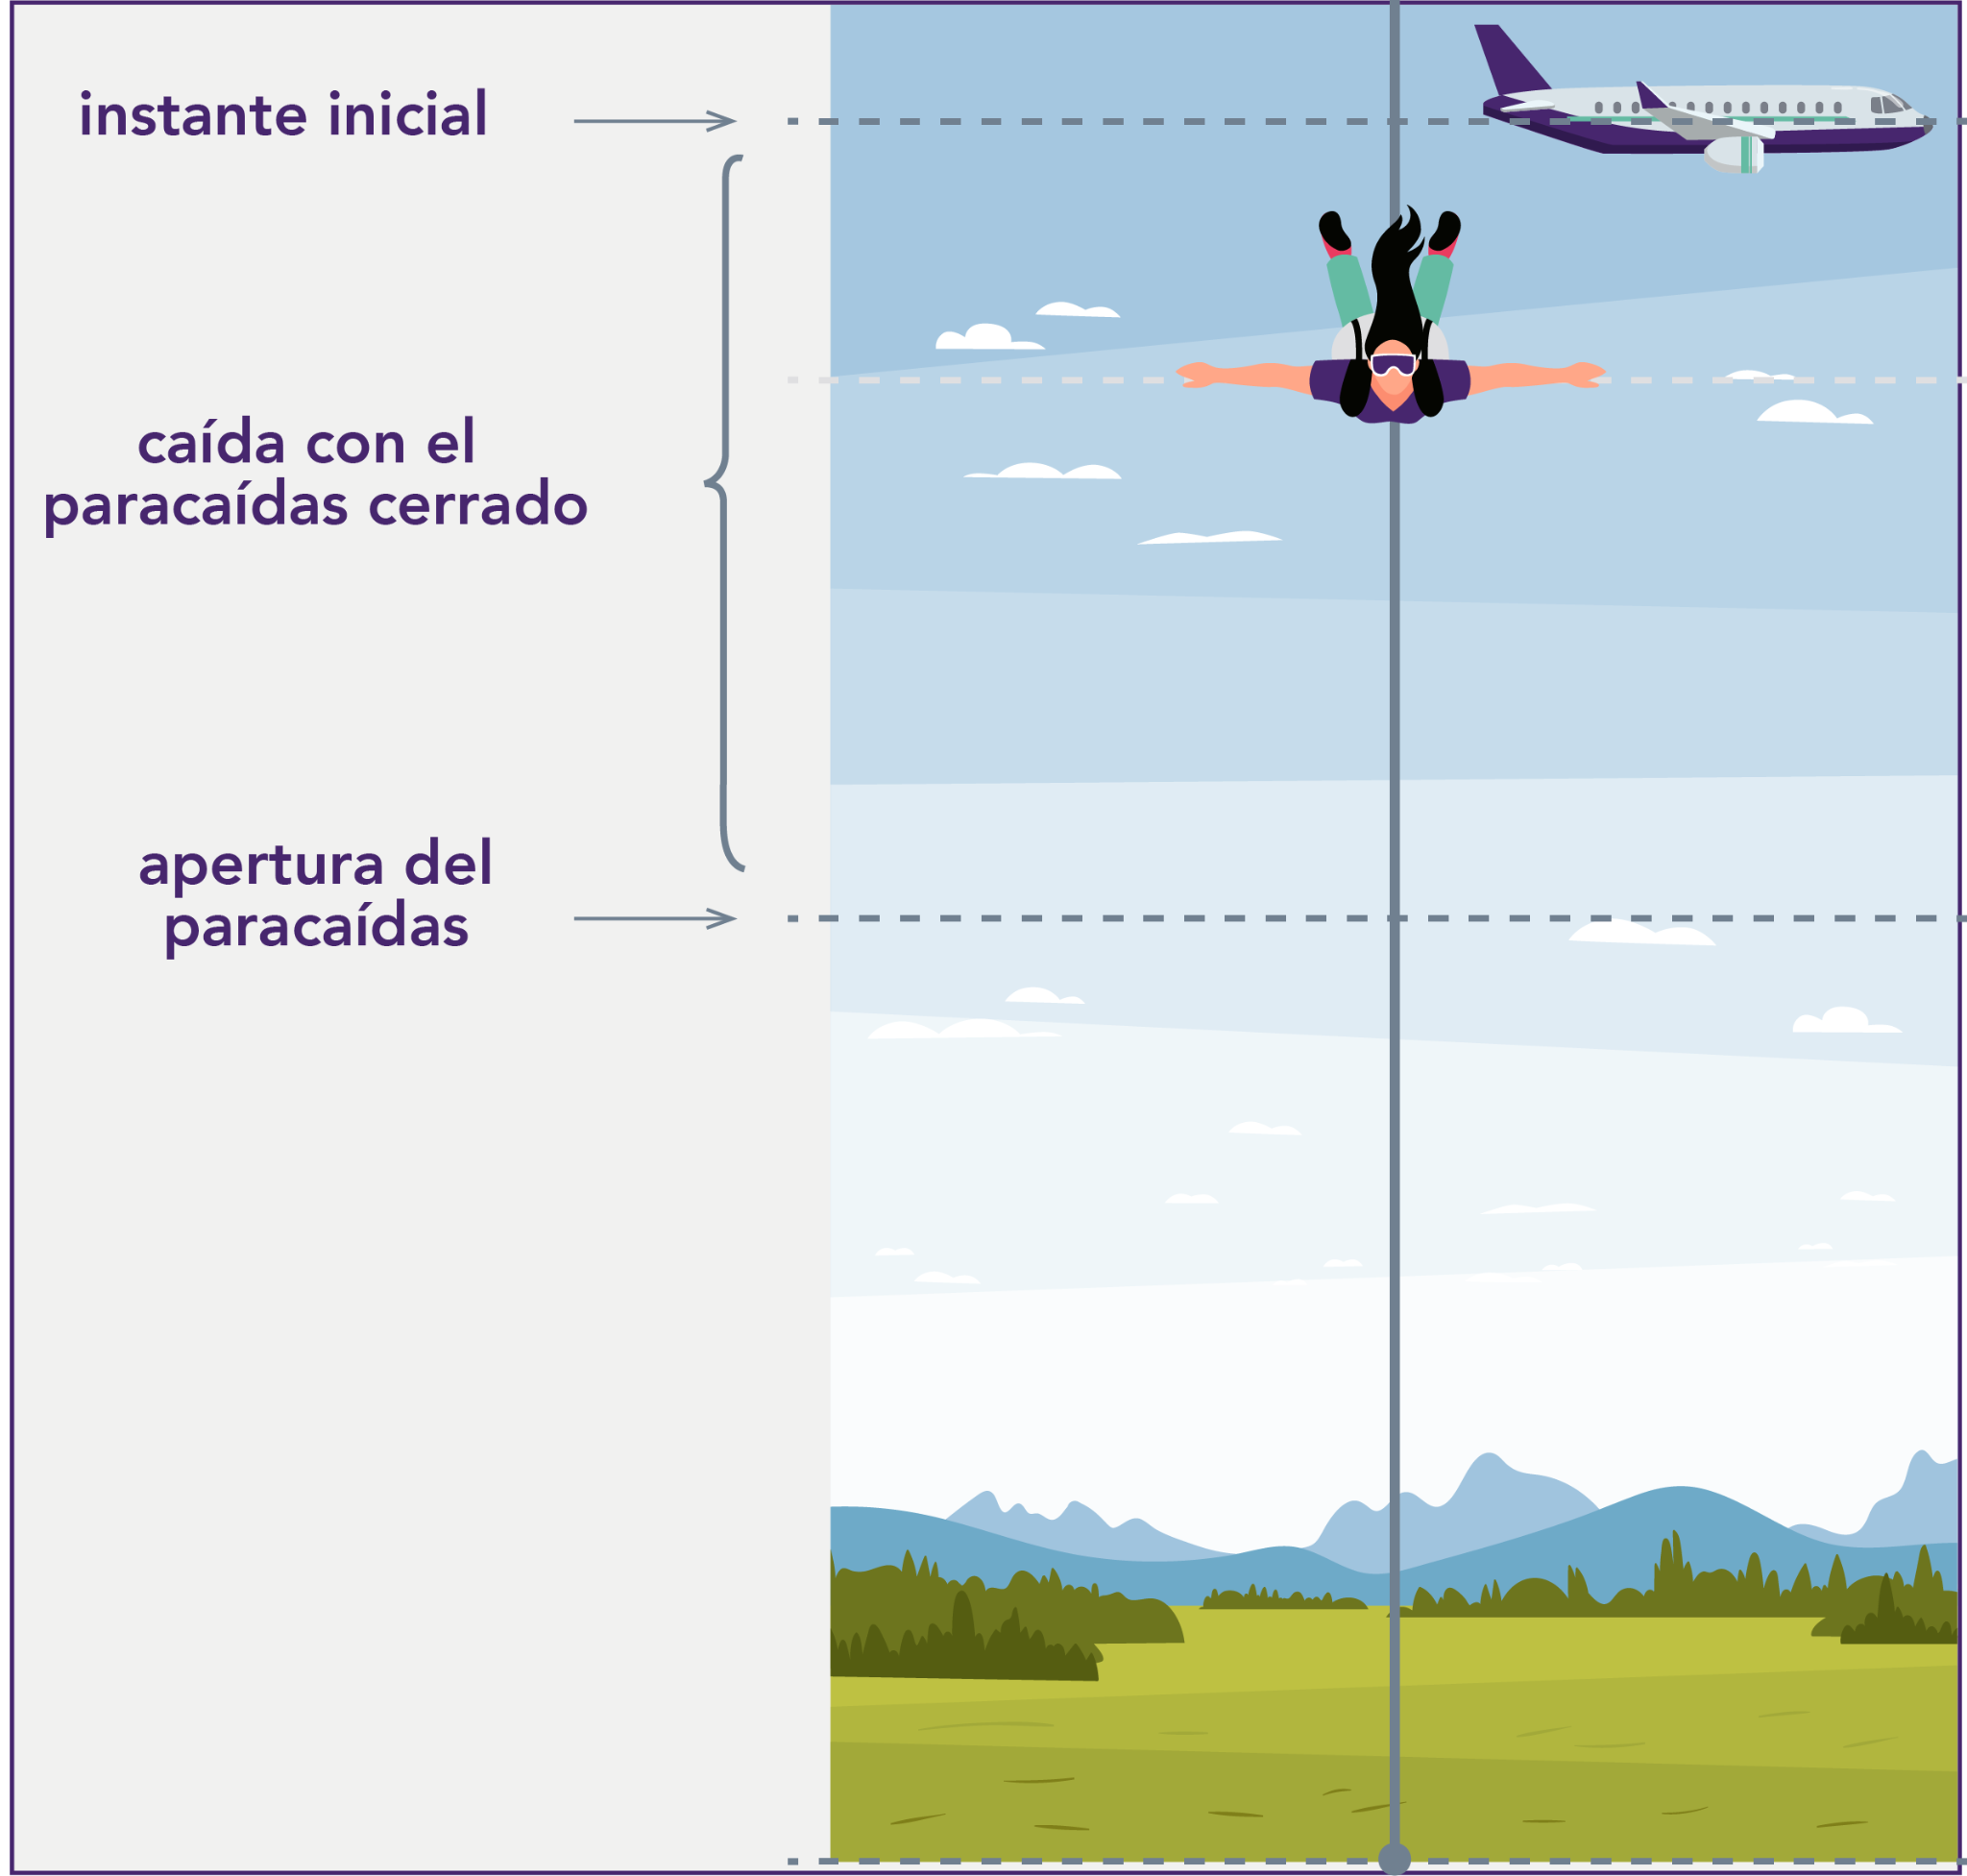 instante inicial
caída con el
paracaídas cerrado
apertura del
paracaídas